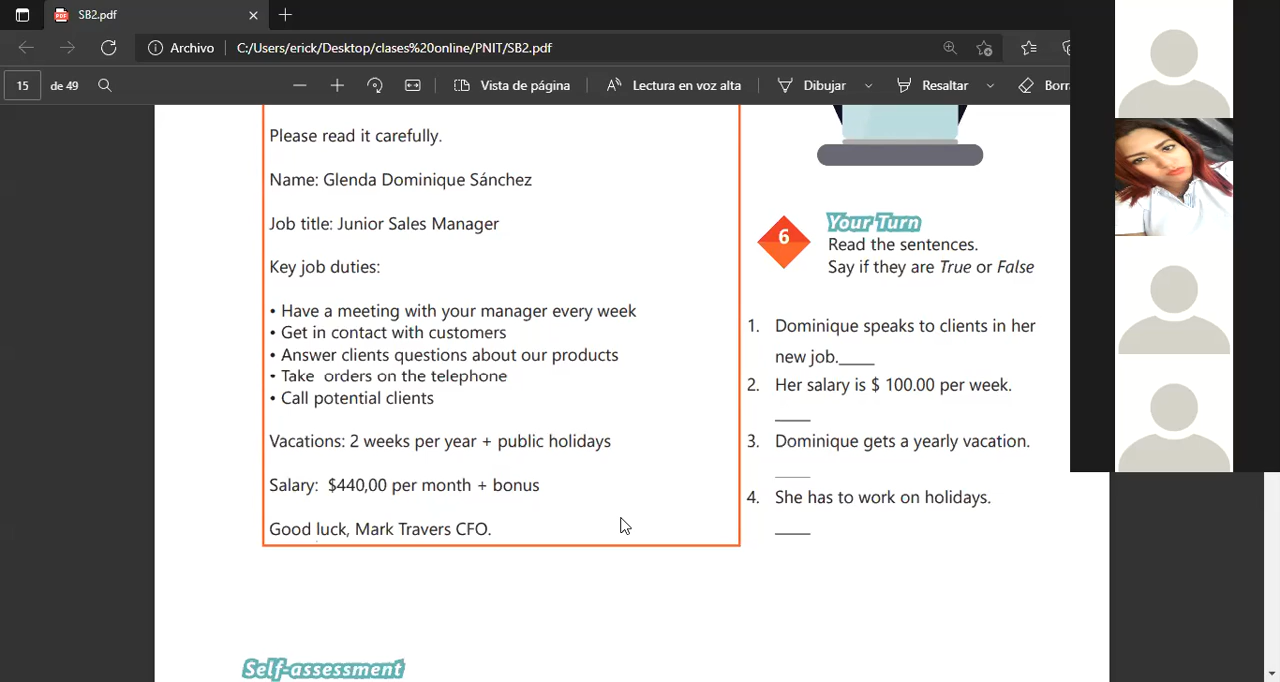 SB2.pdf
Archivo
C:/Users/erick/Desktop/clases%20online/PNIT/SB2.pdf
15 de 49
Vista de página
Lectura en voz alta
Dibujar
Resaltar
Borra
Please read it carefully.
Name: Glenda Dominique Sánchez
Job title: Junior Sales Manager
Key job duties:
• Have a meeting with your manager every week
• Get in contact with customers
• Answer clients questions about our products
• Take orders on the telephone
• Call potential clients
Vacations: 2 weeks per year + public holidays
Salary: $440,00 per month + bonus
Good luck, Mark Travers CFO.
6
Your Turn
Read the sentences.
Say if they are True or False
1. Dominique speaks to clients in her
new job.____
2. Her salary is $ 100.00 per week.
____
3. Dominique gets a yearly vacation.
____
4. She has to work on holidays.
____
Self-assessment